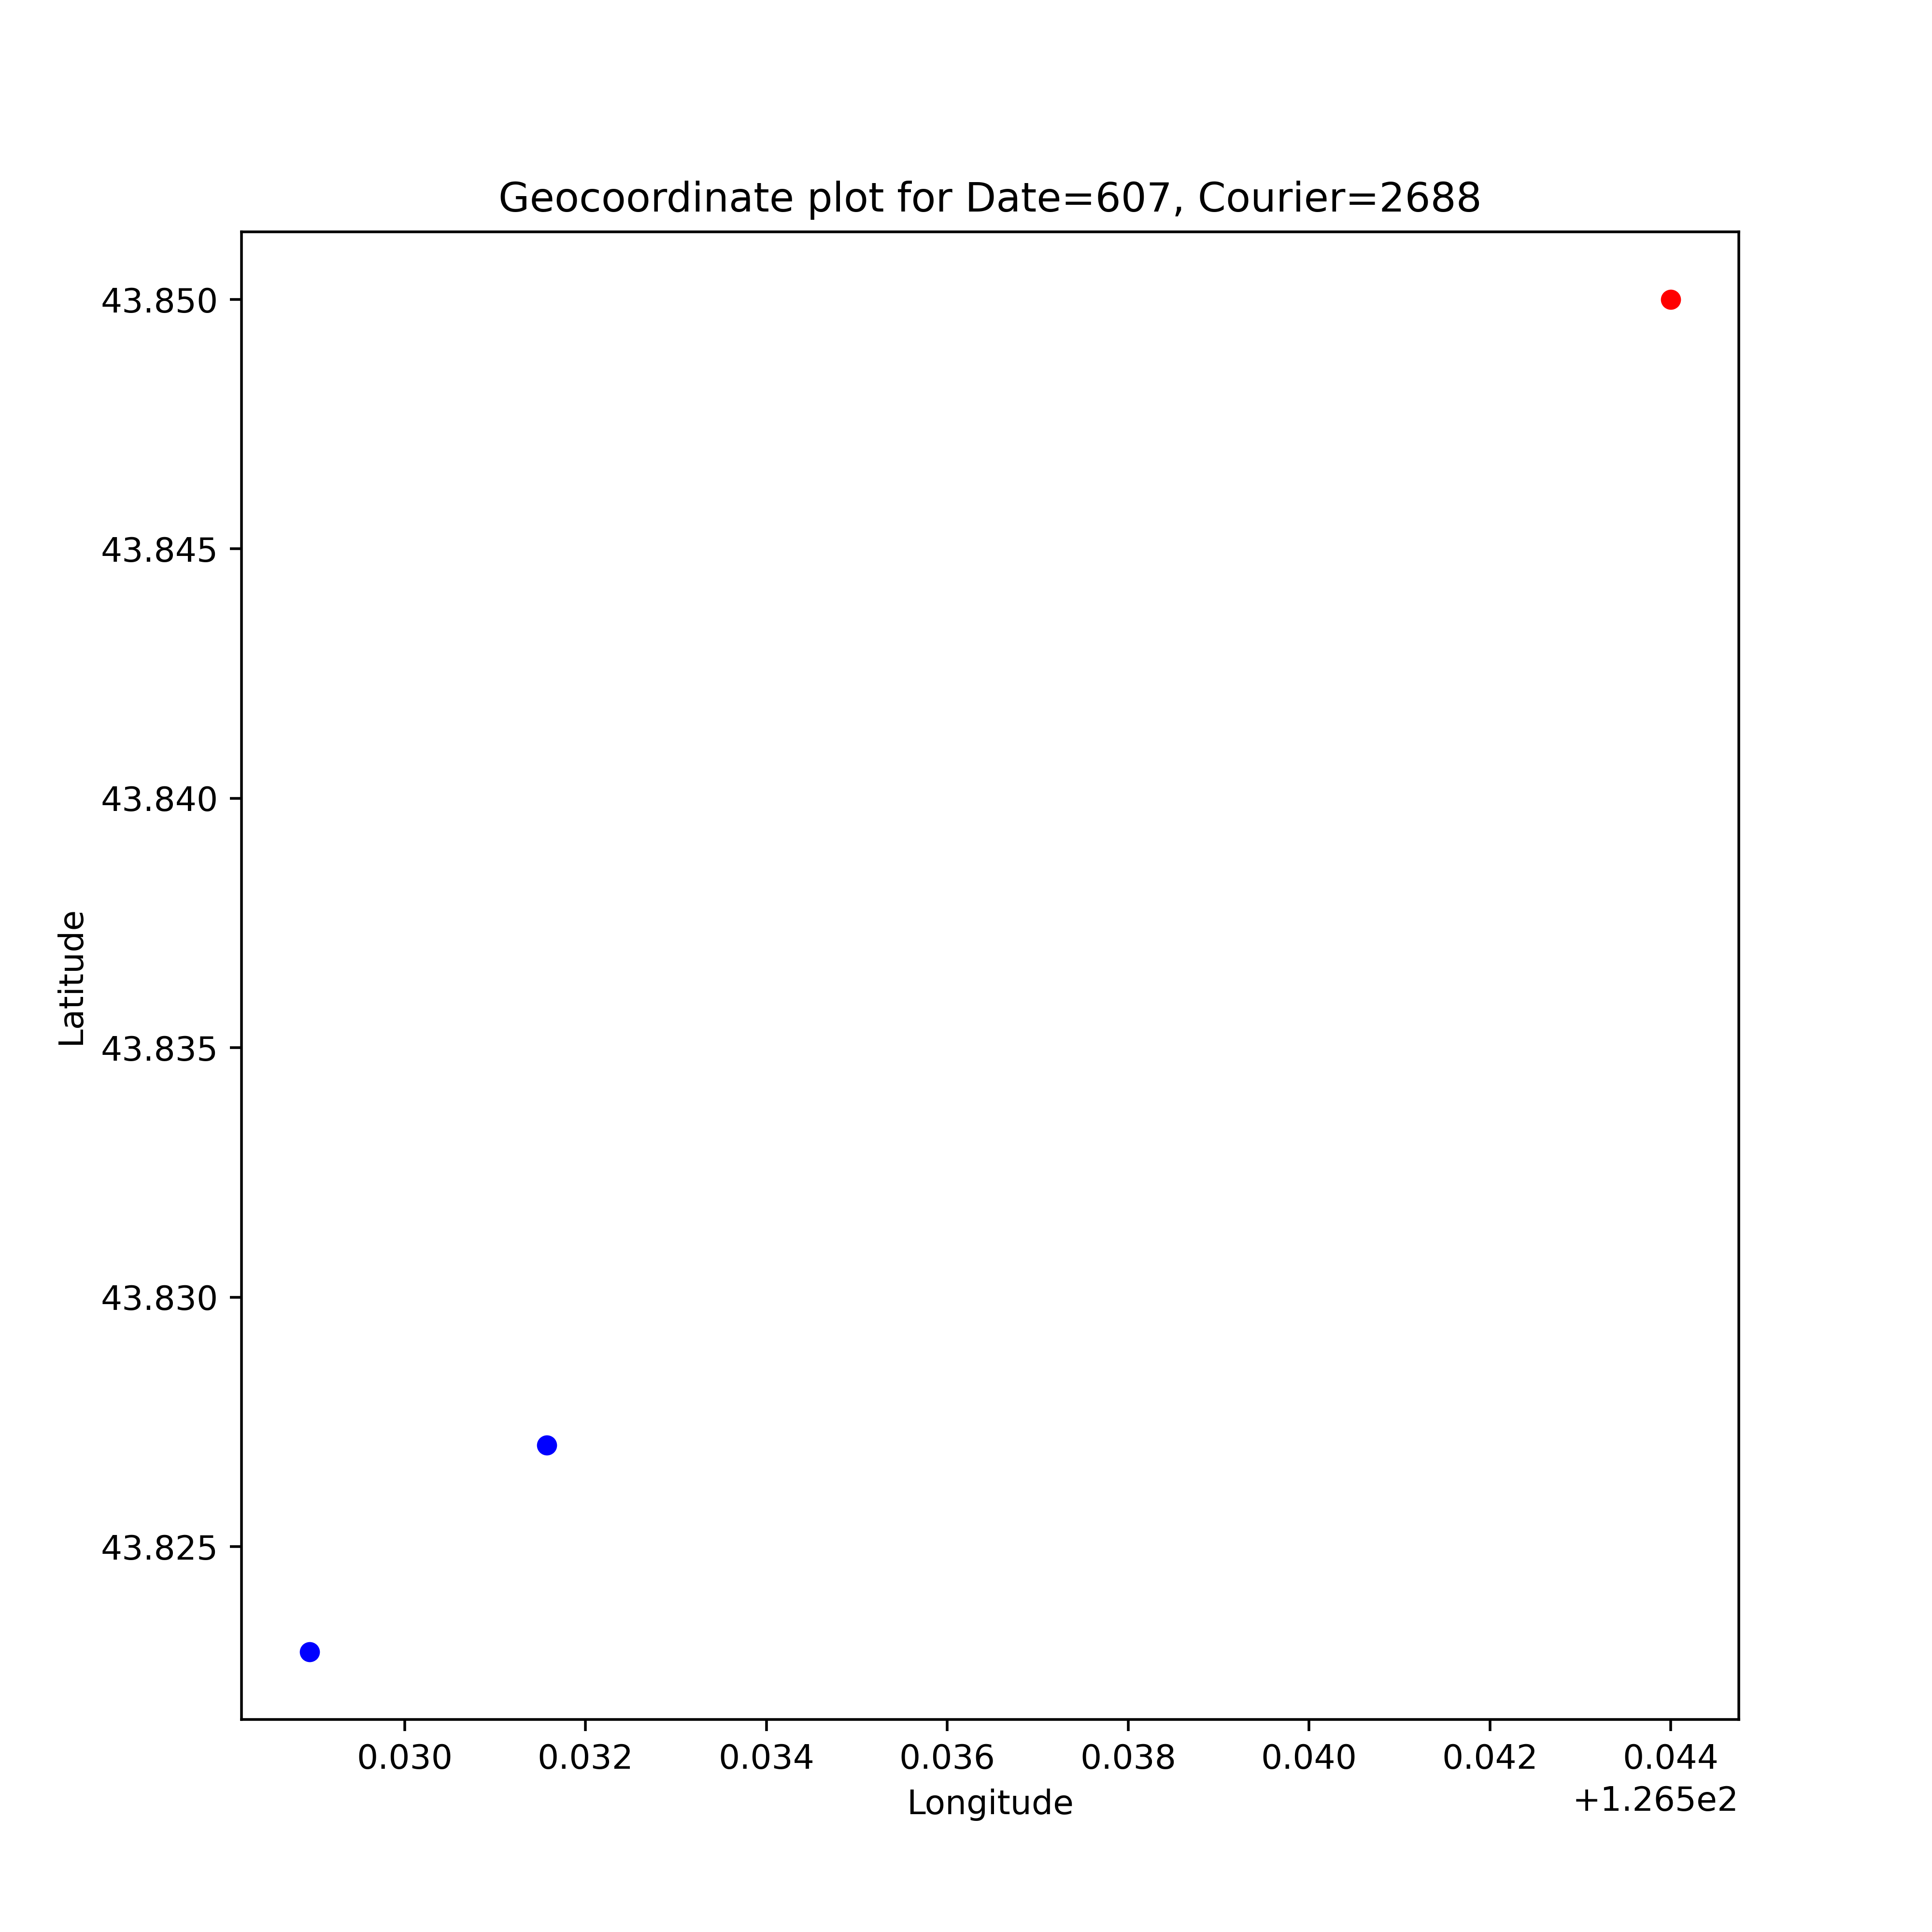 Geocoordinate plot for Date=607, Courier=2688
43.850
43.845
43.840
43.835
43.830
43.825
Latitude
0.030 0.032 0.034 0.036 0.038 0.040 0.042 0.044
+1.265e2
Longitude